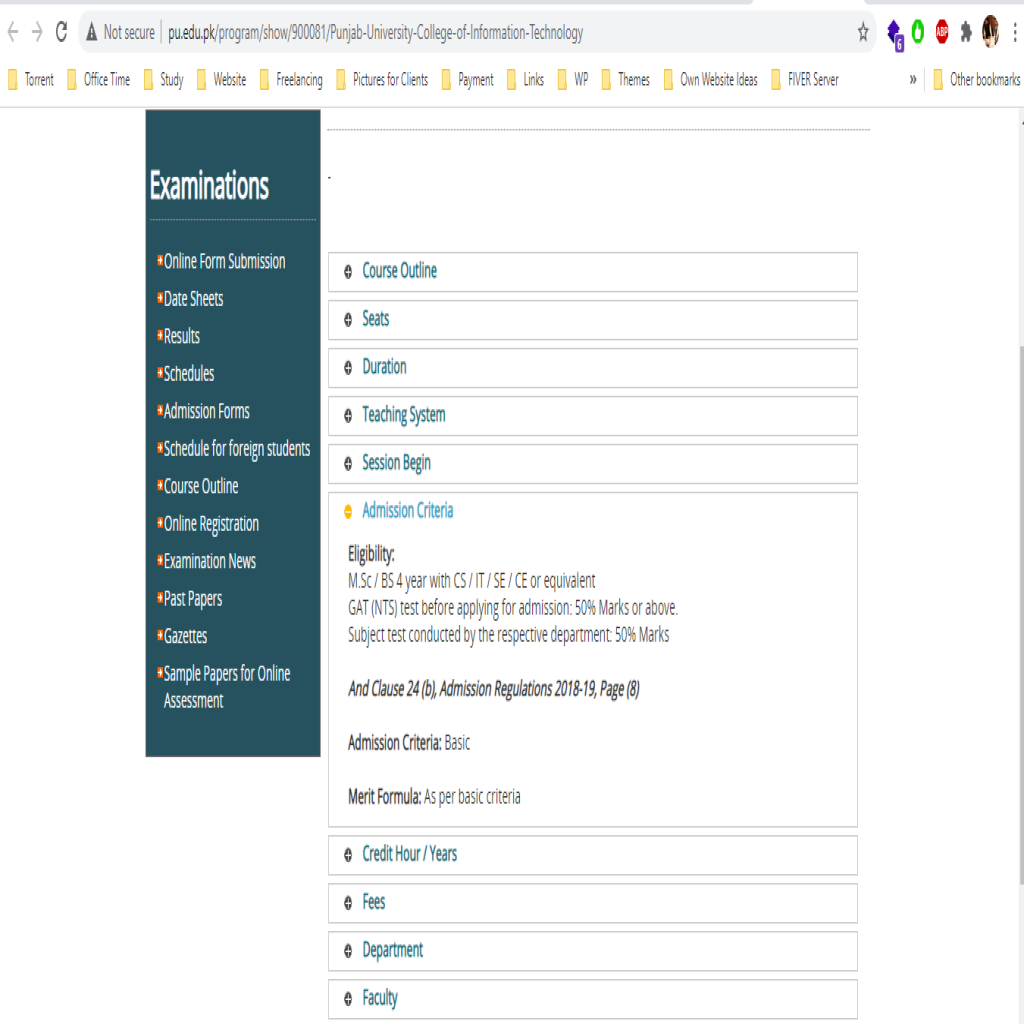 Not secure | pu.edu.pk/program/show/900081/Punjab-University-College-of-Information-Technology
6
ABP
Torrent Office Time Study Website Freelancing Pictures for Clients Payment Links WP Themes Own Website Ideas FIVER Server » Other bookmarks
Examinations
Online Form Submission
Date Sheets
Results
Schedules
Admission Forms
Schedule for foreign students
Course Outline
Online Registration
Examination News
Past Papers
Gazettes
Sample Papers for Online
Assessment
-
Course Outline
Seats
Duration
Teaching System
Session Begin
Admission Criteria
Eligibility:
M.Sc / BS 4 year with CS / IT / SE / CE or equivalent
GAT (NTS) test before applying for admission: 50% Marks or above.
Subject test conducted by the respective department: 50% Marks
And Clause 24 (b), Admission Regulations 2018-19, Page (8)
Admission Criteria: Basic
Merit Formula: As per basic criteria
Credit Hour / Years
Fees
Department
Faculty